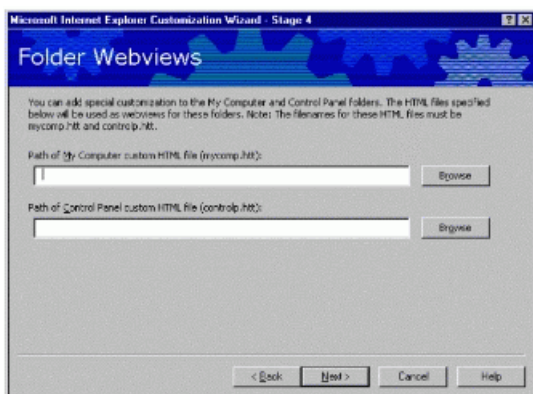 Microsoft Internet Explorer Customization Wizard - Stage 4
Folder Webviews
You can add special customization to the My Computer and Control Panel folders. The HTML files specified
below will be used as webviews for these folders. Note: The filenames for these HTML files must be
mycomp.htt and controlp.htt.
Path of My Computer custom HTML file (mycomp.htt):
Browse
Path of Control Panel custom HTML file (controlp.htt):
Browse
< Back
Next >
Cancel
Help